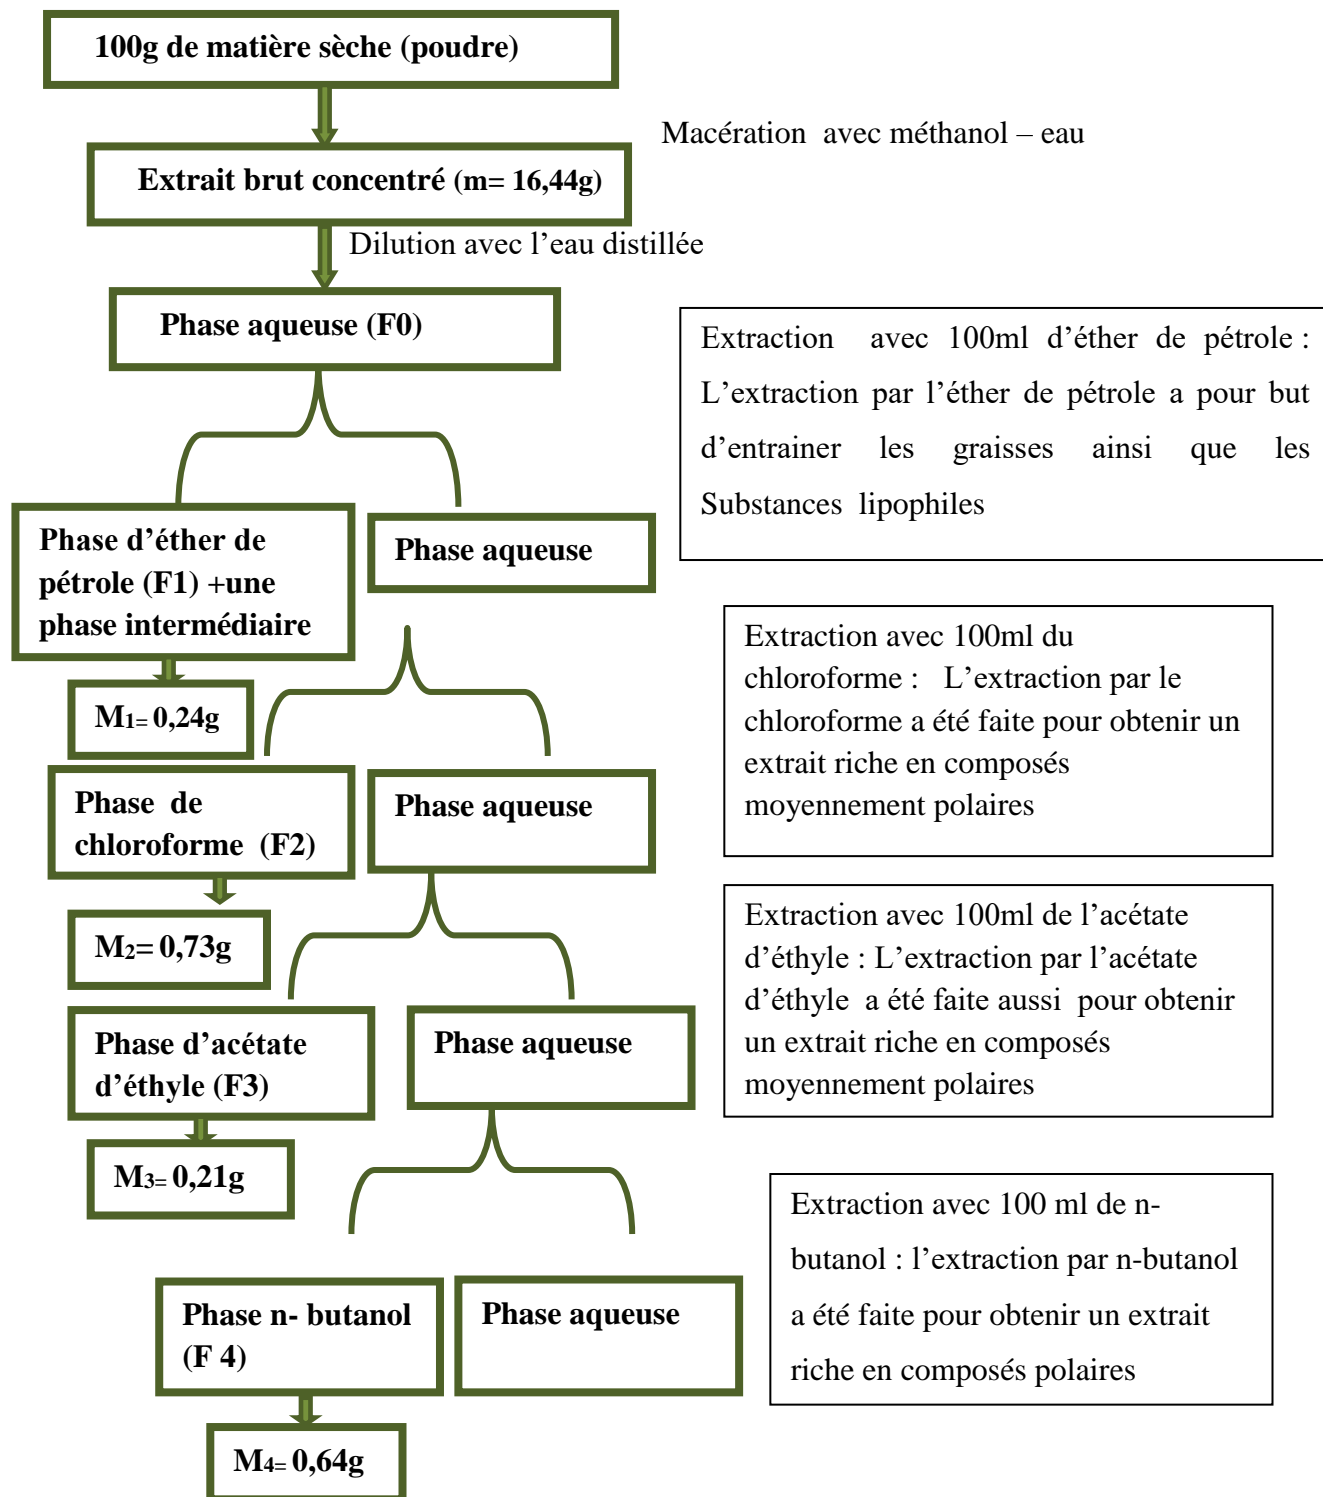 100g de matière sèche (poudre)
Macération avec méthanol – eau
Extrait brut concentré (m= 16,44g)
Dilution avec l’eau distillée
Phase aqueuse (F0)
Extraction avec 100ml d’éther de pétrole :
L’extraction par l’éther de pétrole a pour but
d’entrainer les graisses ainsi que les
Substances lipophiles
Phase d’éther de
pétrole (F1) +une
phase intermédiaire
Phase aqueuse
M1= 0,24g
Extraction avec 100ml du
chloroforme : L’extraction par le
chloroforme a été faite pour obtenir un
extrait riche en composés
moyennement polaires
Phase de
chloroforme (F2)
Phase aqueuse
M2= 0,73g
Extraction avec 100ml de l’acétate
d’éthyle : L’extraction par l’acétate
d’éthyle a été faite aussi pour obtenir
un extrait riche en composés
moyennement polaires
Phase d’acétate
d’éthyle (F3)
Phase aqueuse
M3= 0,21g
Extraction avec 100 ml de n-
butanol : l’extraction par n-butanol
a été faite pour obtenir un extrait
riche en composés polaires
Phase n- butanol
(F 4)
Phase aqueuse
M4= 0,64g